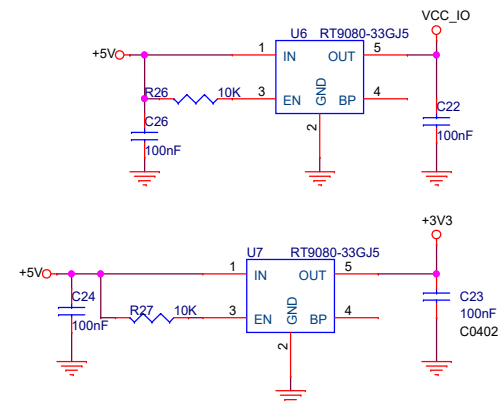 VCC_IO
U6 RT9080-33GJ5
+5V 1 IN OUT 5
R26 10K 3 EN GND BP 4
C26
100nF
2
C22
100nF
+3V3
U7 RT9080-33GJ5
+5V 1 IN OUT 5
C24
100nF
R27 10K 3 EN GND BP 4
2
C23
100nF
C0402